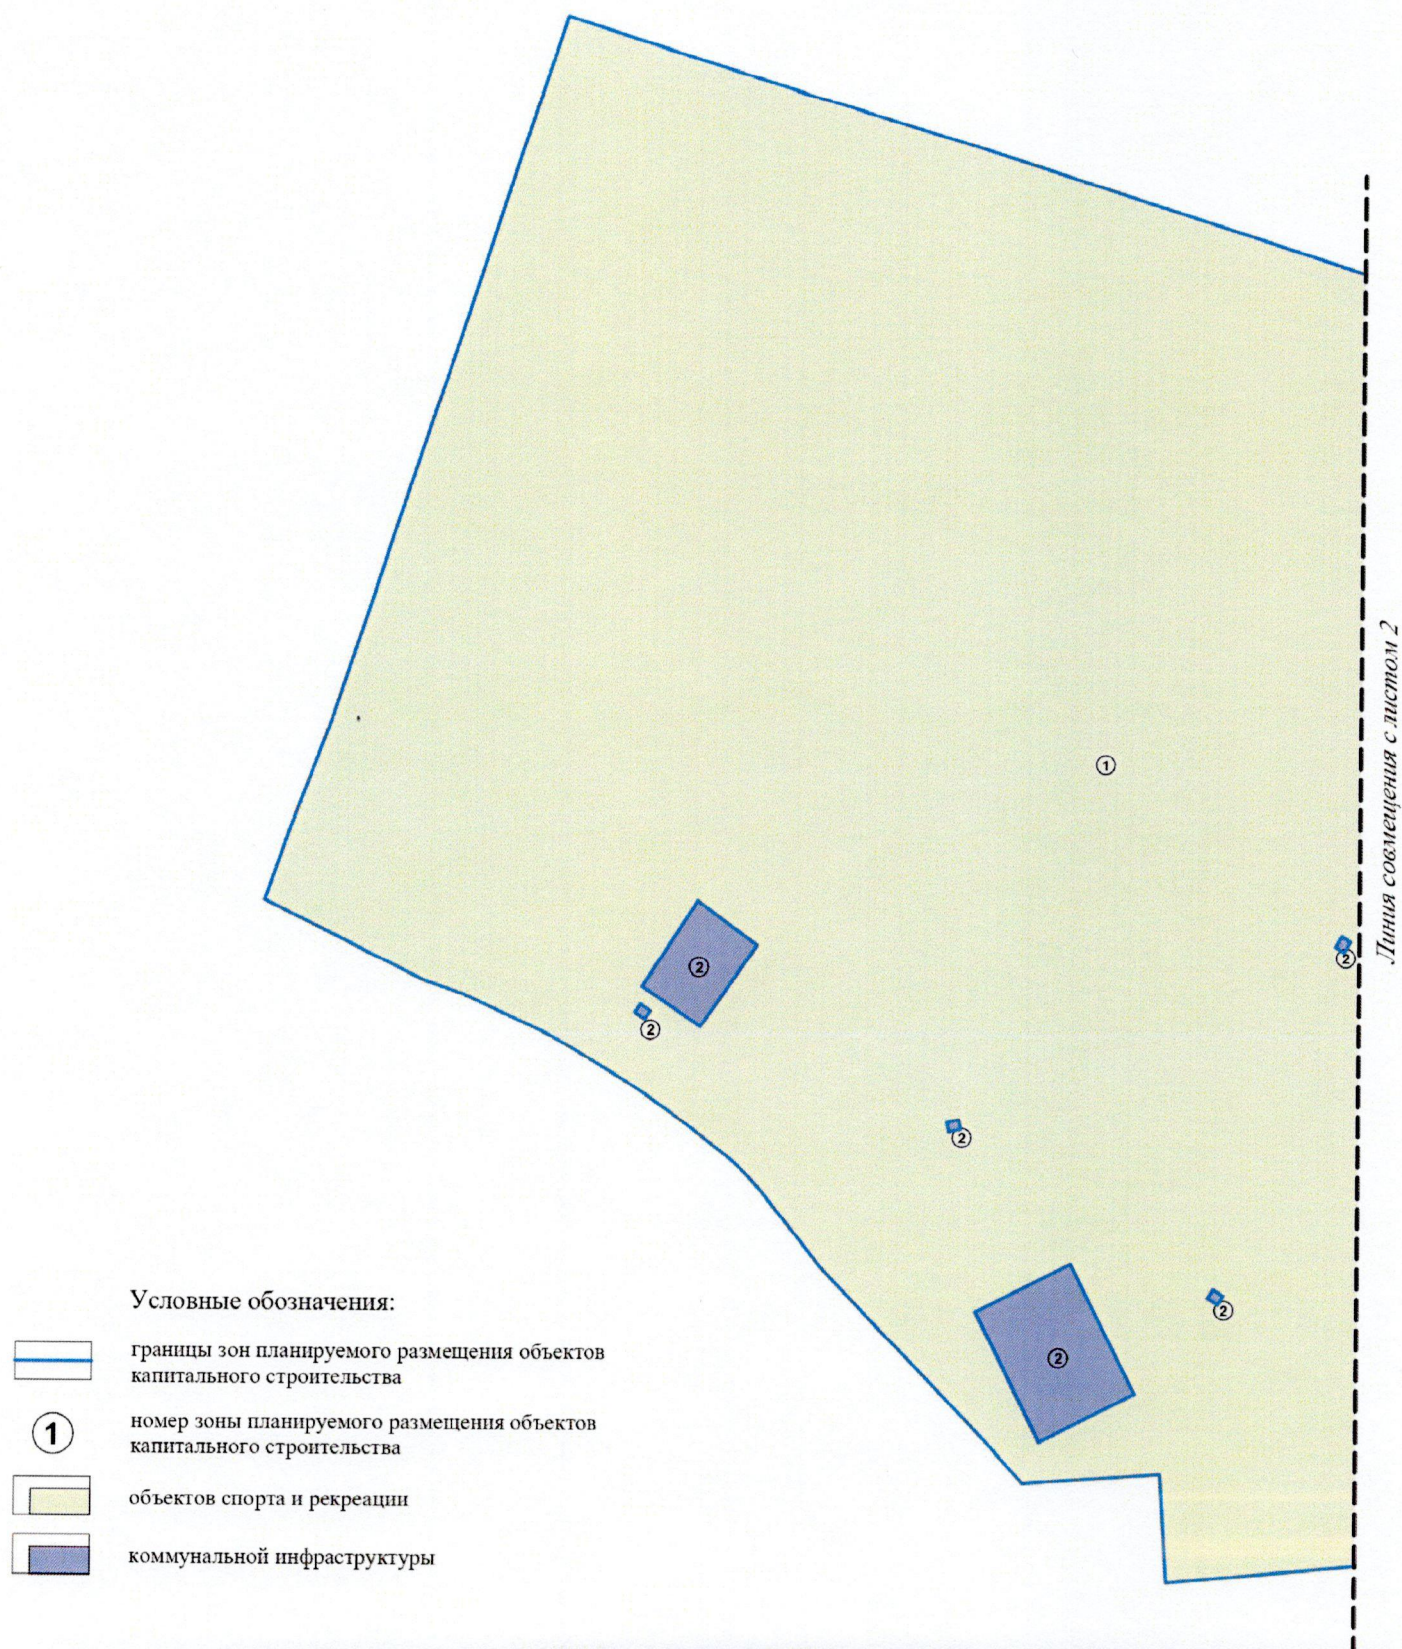 1
Линия совмещения с листом 2
2
2
2
2
2
2
Условные обозначения:
границы зон планируемого размещения объектов
капитального строительства
1
номер зоны планируемого размещения объектов
капитального строительства
объектов спорта и рекреации
коммунальной инфраструктуры